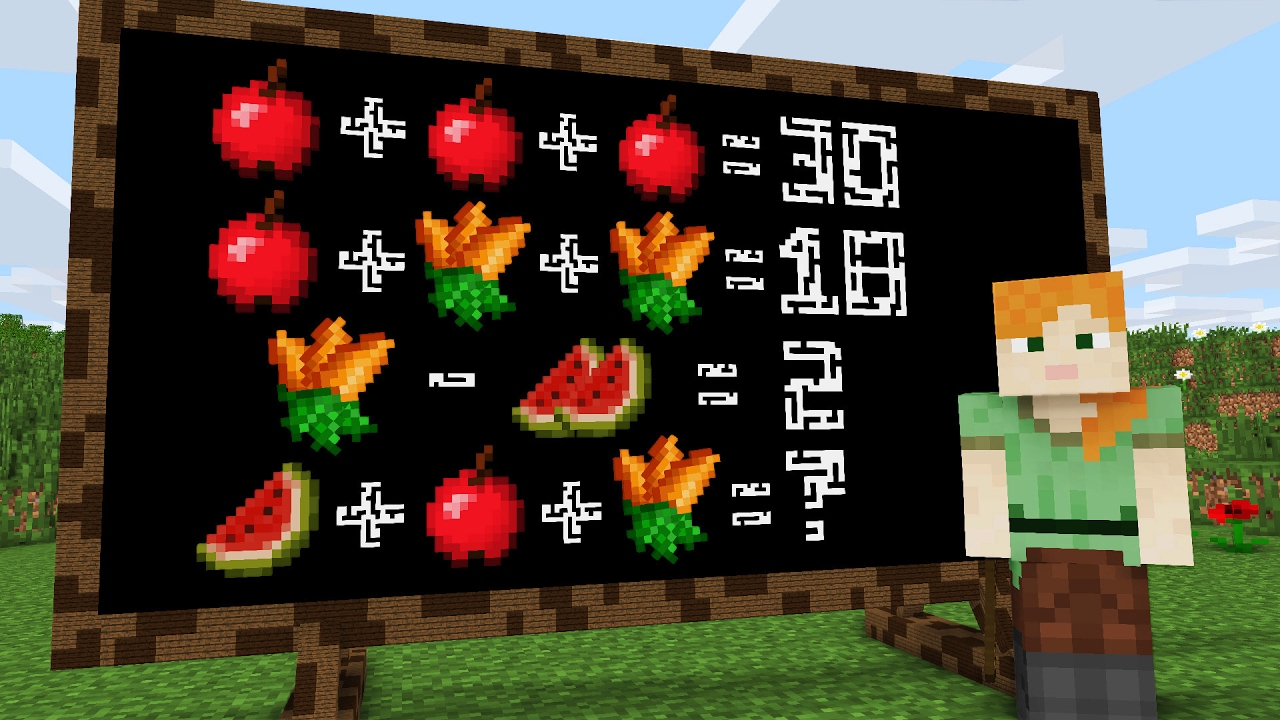 + + = 30
+ + = 18
- = 2
+ + = ?